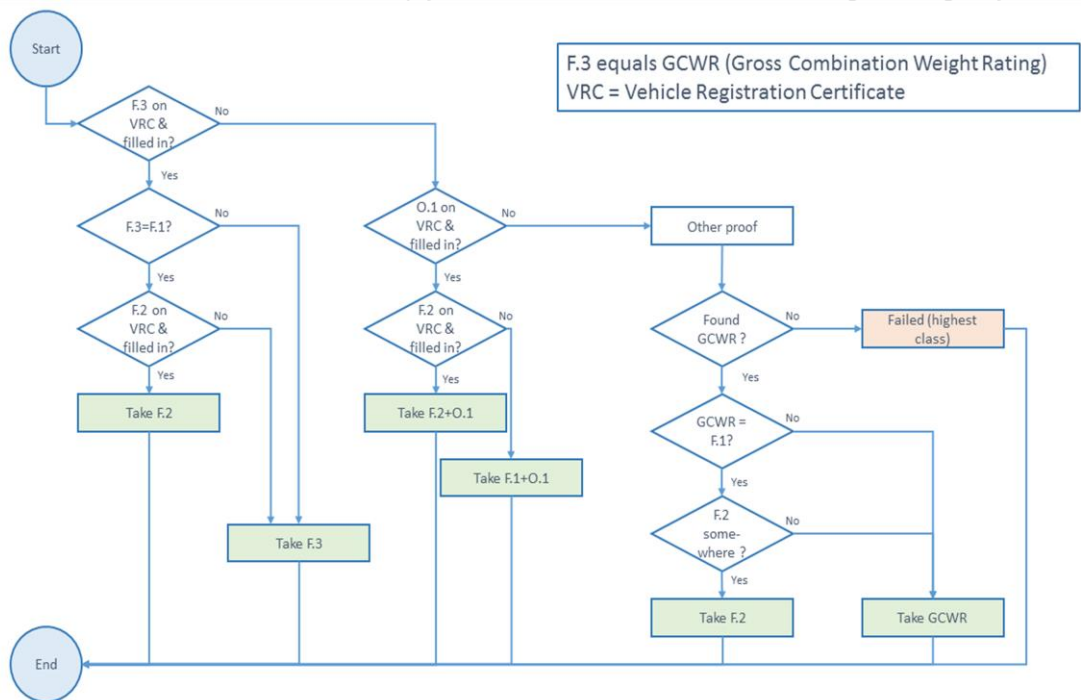 Start
F.3 equals GCWR (Gross Combination Weight Rating)
VRC = Vehicle Registration Certificate
F.3 on
VRC &
filled in?
No
Yes
F.3=F.1?
No
Yes
F.2 on
VRC &
filled in?
No
Yes
Take F.2
Take F.3
O.1 on
VRC &
filled in?
No
Yes
F.2 on
VRC &
filled in?
No
Yes
Take F.2+O.1
Take F.1+O.1
Other proof
Found
GCWR ?
No
Failed (highest
class)
Yes
GCWR =
F.1?
No
Yes
F.2
some-
where ?
No
Yes
Take F.2
Take GCWR
End